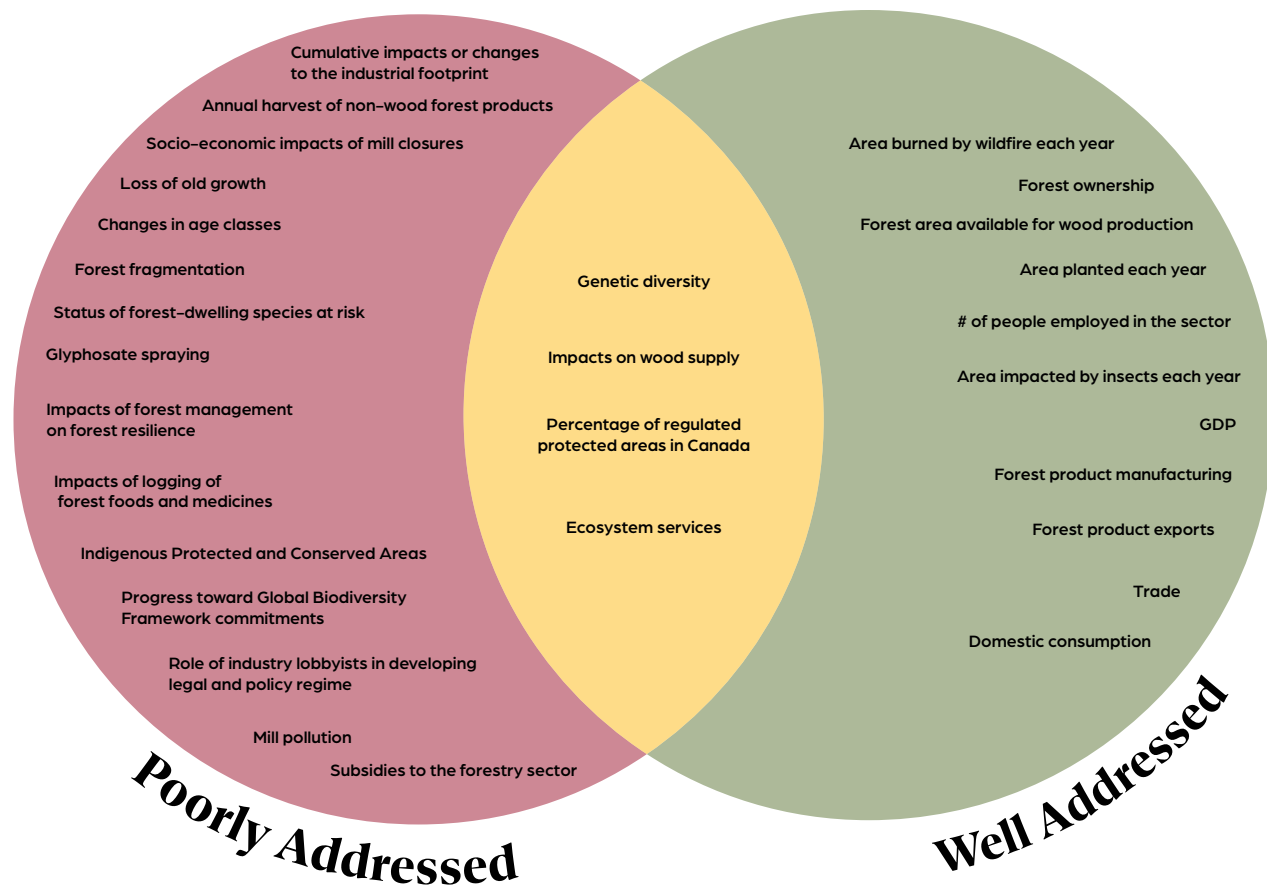 Cumulative impacts or changes
to the industrial footprint
Annual harvest of non-wood forest products
Socio-economic impacts of mill closures
Loss of old growth
Changes in age classes
Forest fragmentation
Status of forest-dwelling species at risk
Glyphosate spraying
Impacts of forest management
on forest resilience
Impacts of logging of
forest foods and medicines
Indigenous Protected and Conserved Areas
Progress toward Global Biodiversity
Framework commitments
Role of industry lobbyists in developing
legal and policy regime
Mill pollution
Subsidies to the forestry sector
Poorly Addressed
Genetic diversity
Impacts on wood supply
Percentage of regulated
protected areas in Canada
Ecosystem services
Area burned by wildfire each year
Forest ownership
Forest area available for wood production
Area planted each year
# of people employed in the sector
Area impacted by insects each year
GDP
Forest product manufacturing
Forest product exports
Trade
Domestic consumption
Well Addressed